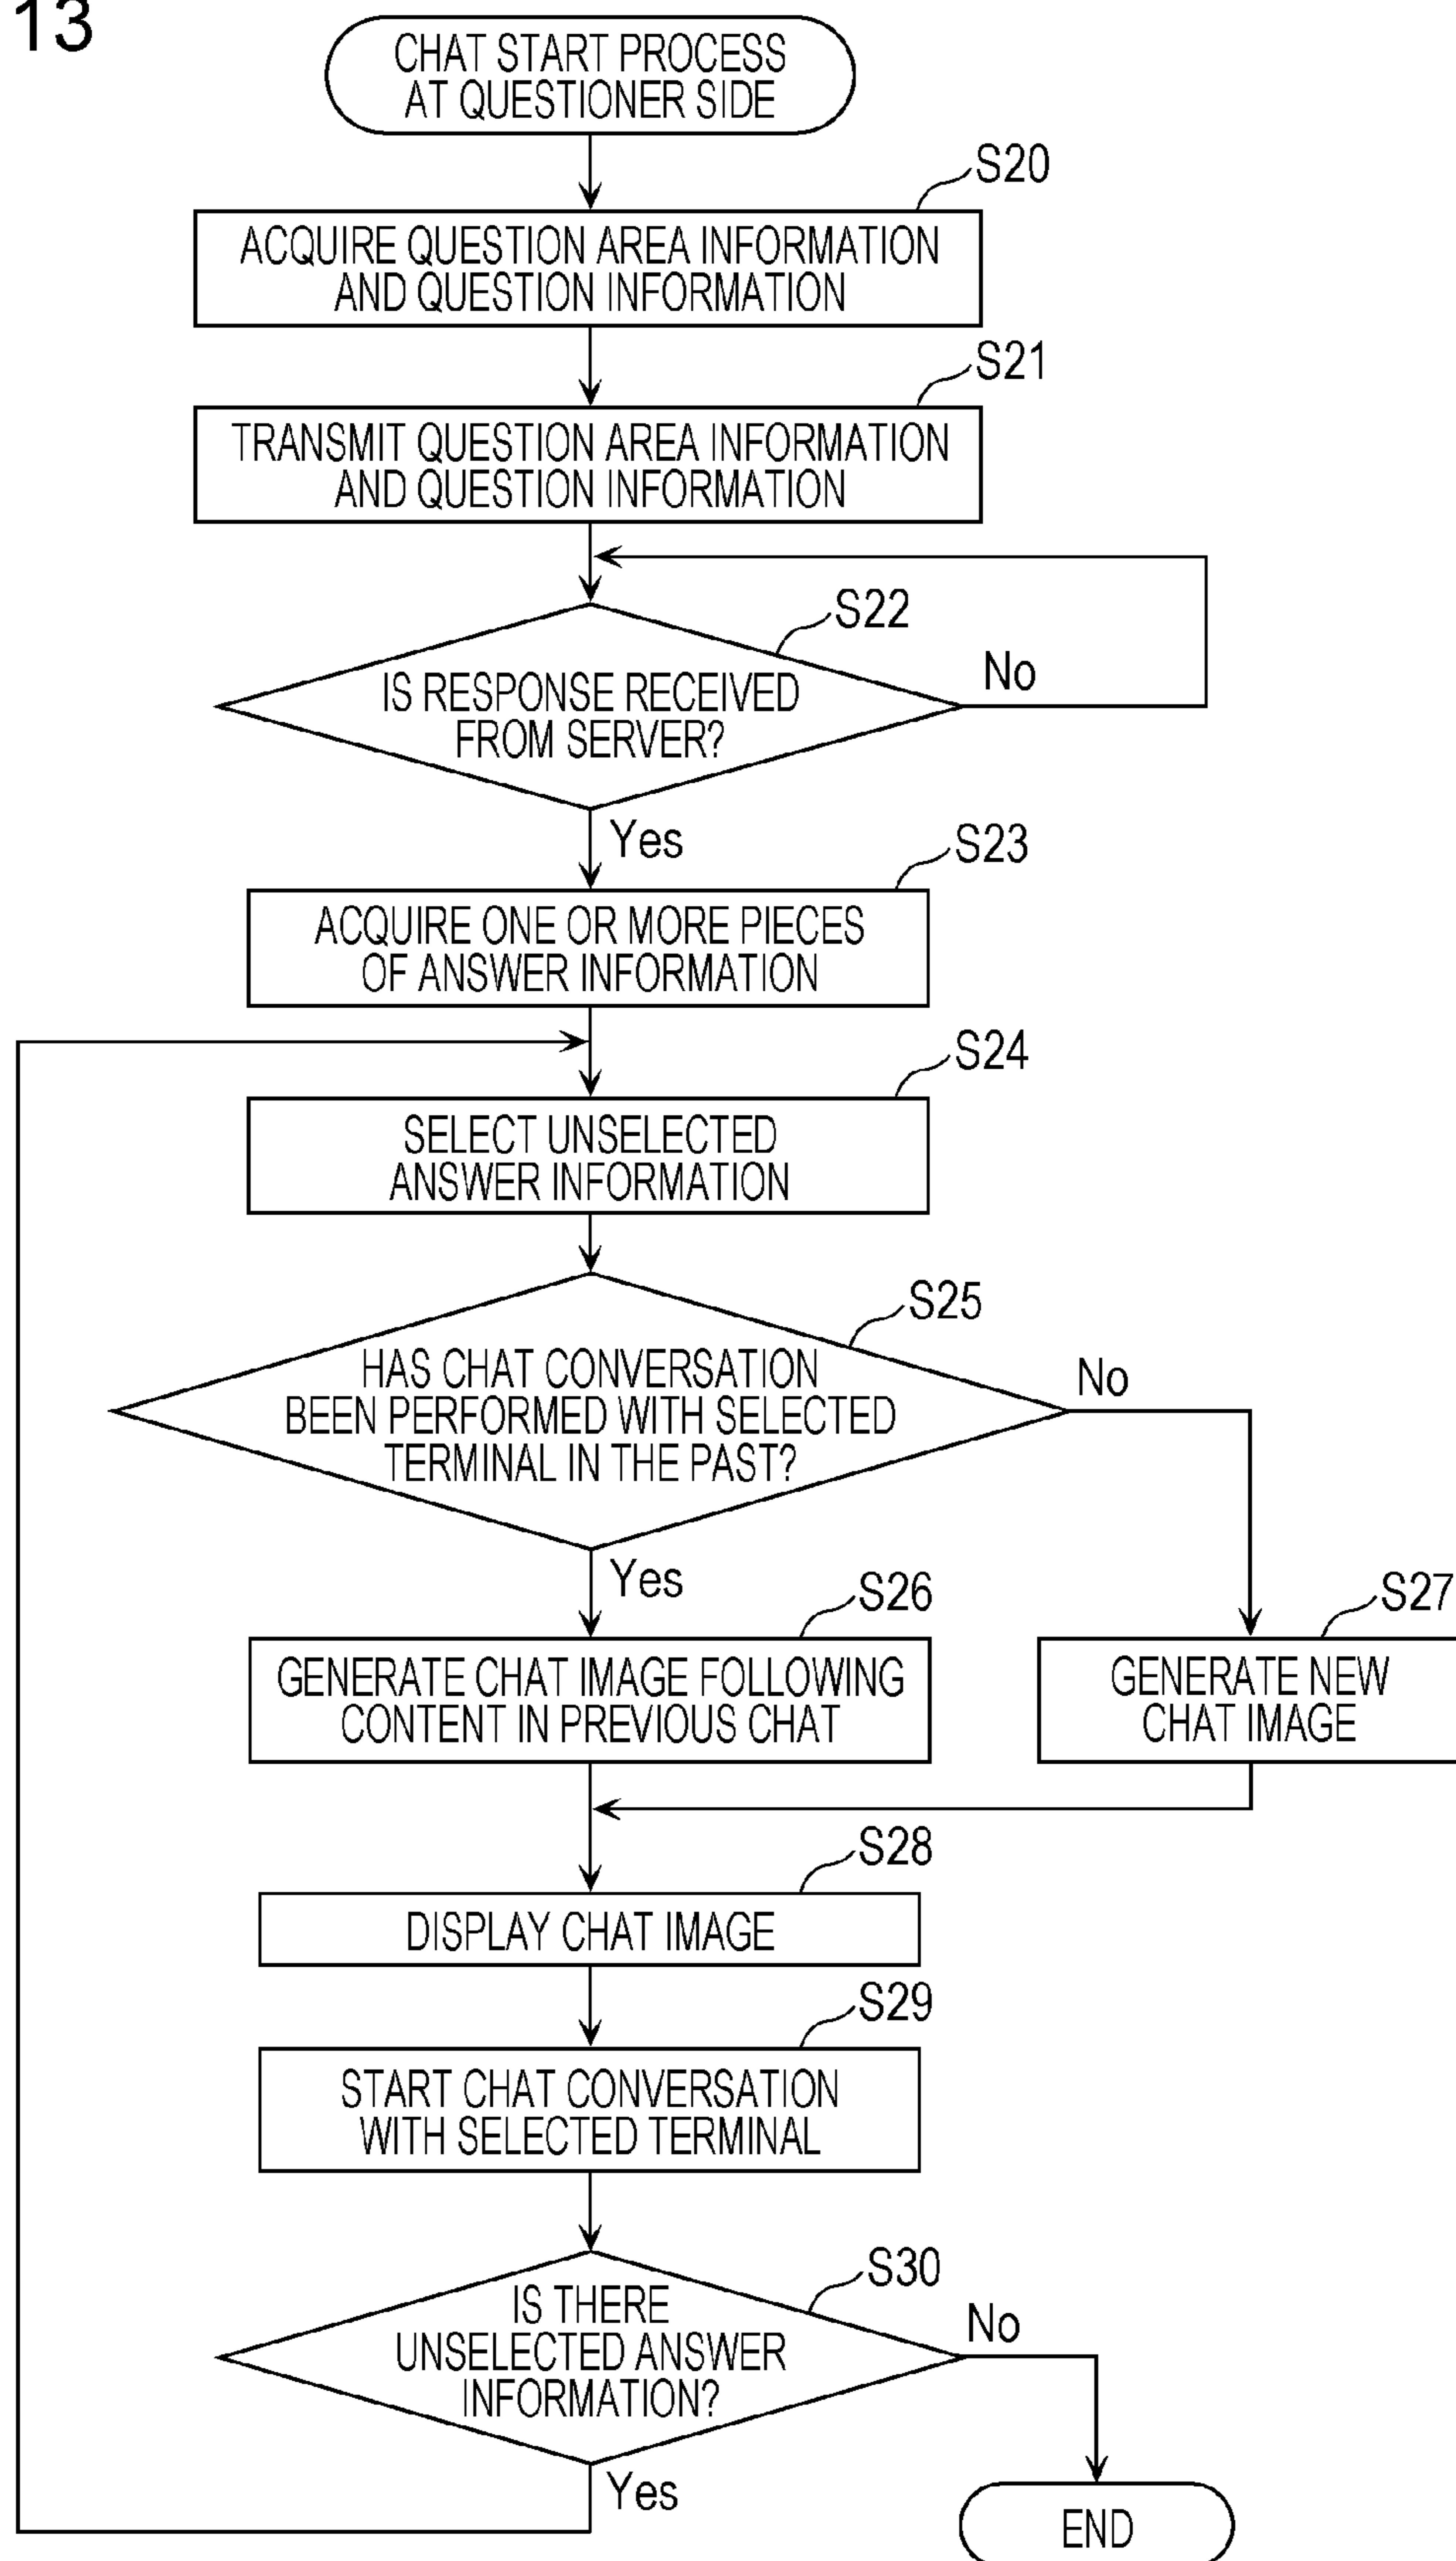 13
CHAT START PROCESS
AT QUESTIONER SIDE
S20
ACQUIRE QUESTION AREA INFORMATION
AND QUESTION INFORMATION
S21
TRANSMIT QUESTION AREA INFORMATION
AND QUESTION INFORMATION
S22
IS RESPONSE RECEIVED
FROM SERVER?
No
Yes
S23
ACQUIRE ONE OR MORE PIECES
OF ANSWER INFORMATION
S24
SELECT UNSELECTED
ANSWER INFORMATION
S25
HAS CHAT CONVERSATION
BEEN PERFORMED WITH SELECTED
TERMINAL IN THE PAST?
No
Yes
S26
GENERATE CHAT IMAGE FOLLOWING
CONTENT IN PREVIOUS CHAT
S27
GENERATE NEW
CHAT IMAGE
S28
DISPLAY CHAT IMAGE
S29
START CHAT CONVERSATION
WITH SELECTED TERMINAL
S30
IS THERE
UNSELECTED ANSWER
INFORMATION?
No
Yes
END